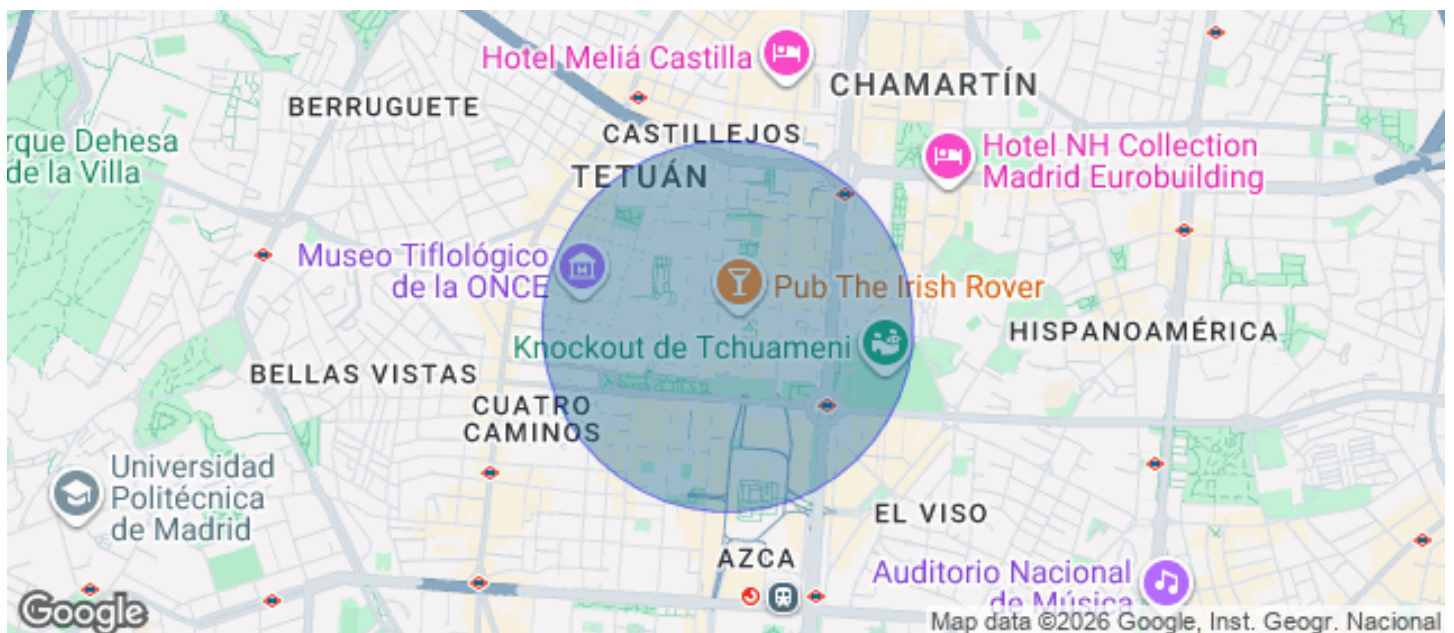 Hotel Meliá Castilla
CHAMARTÍN
BERRUGUETE
CASTILLEJOS
rque Dehesa
de la Villa
TETUÁN
Hotel NH Collection
Madrid Eurobuilding
Museo Tiflológico
de la ONCE
Pub The Irish Rover
Knockout de Tchuameni
HISPANOAMÉRICA
BELLAS VISTAS
CUATRO
CAMINOS
Universidad
Politécnica
de Madrid
EL VISO
AZCA
Auditorio Nacional
de Música
Google
Map data ©2026 Google, Inst. Geogr. Nacional